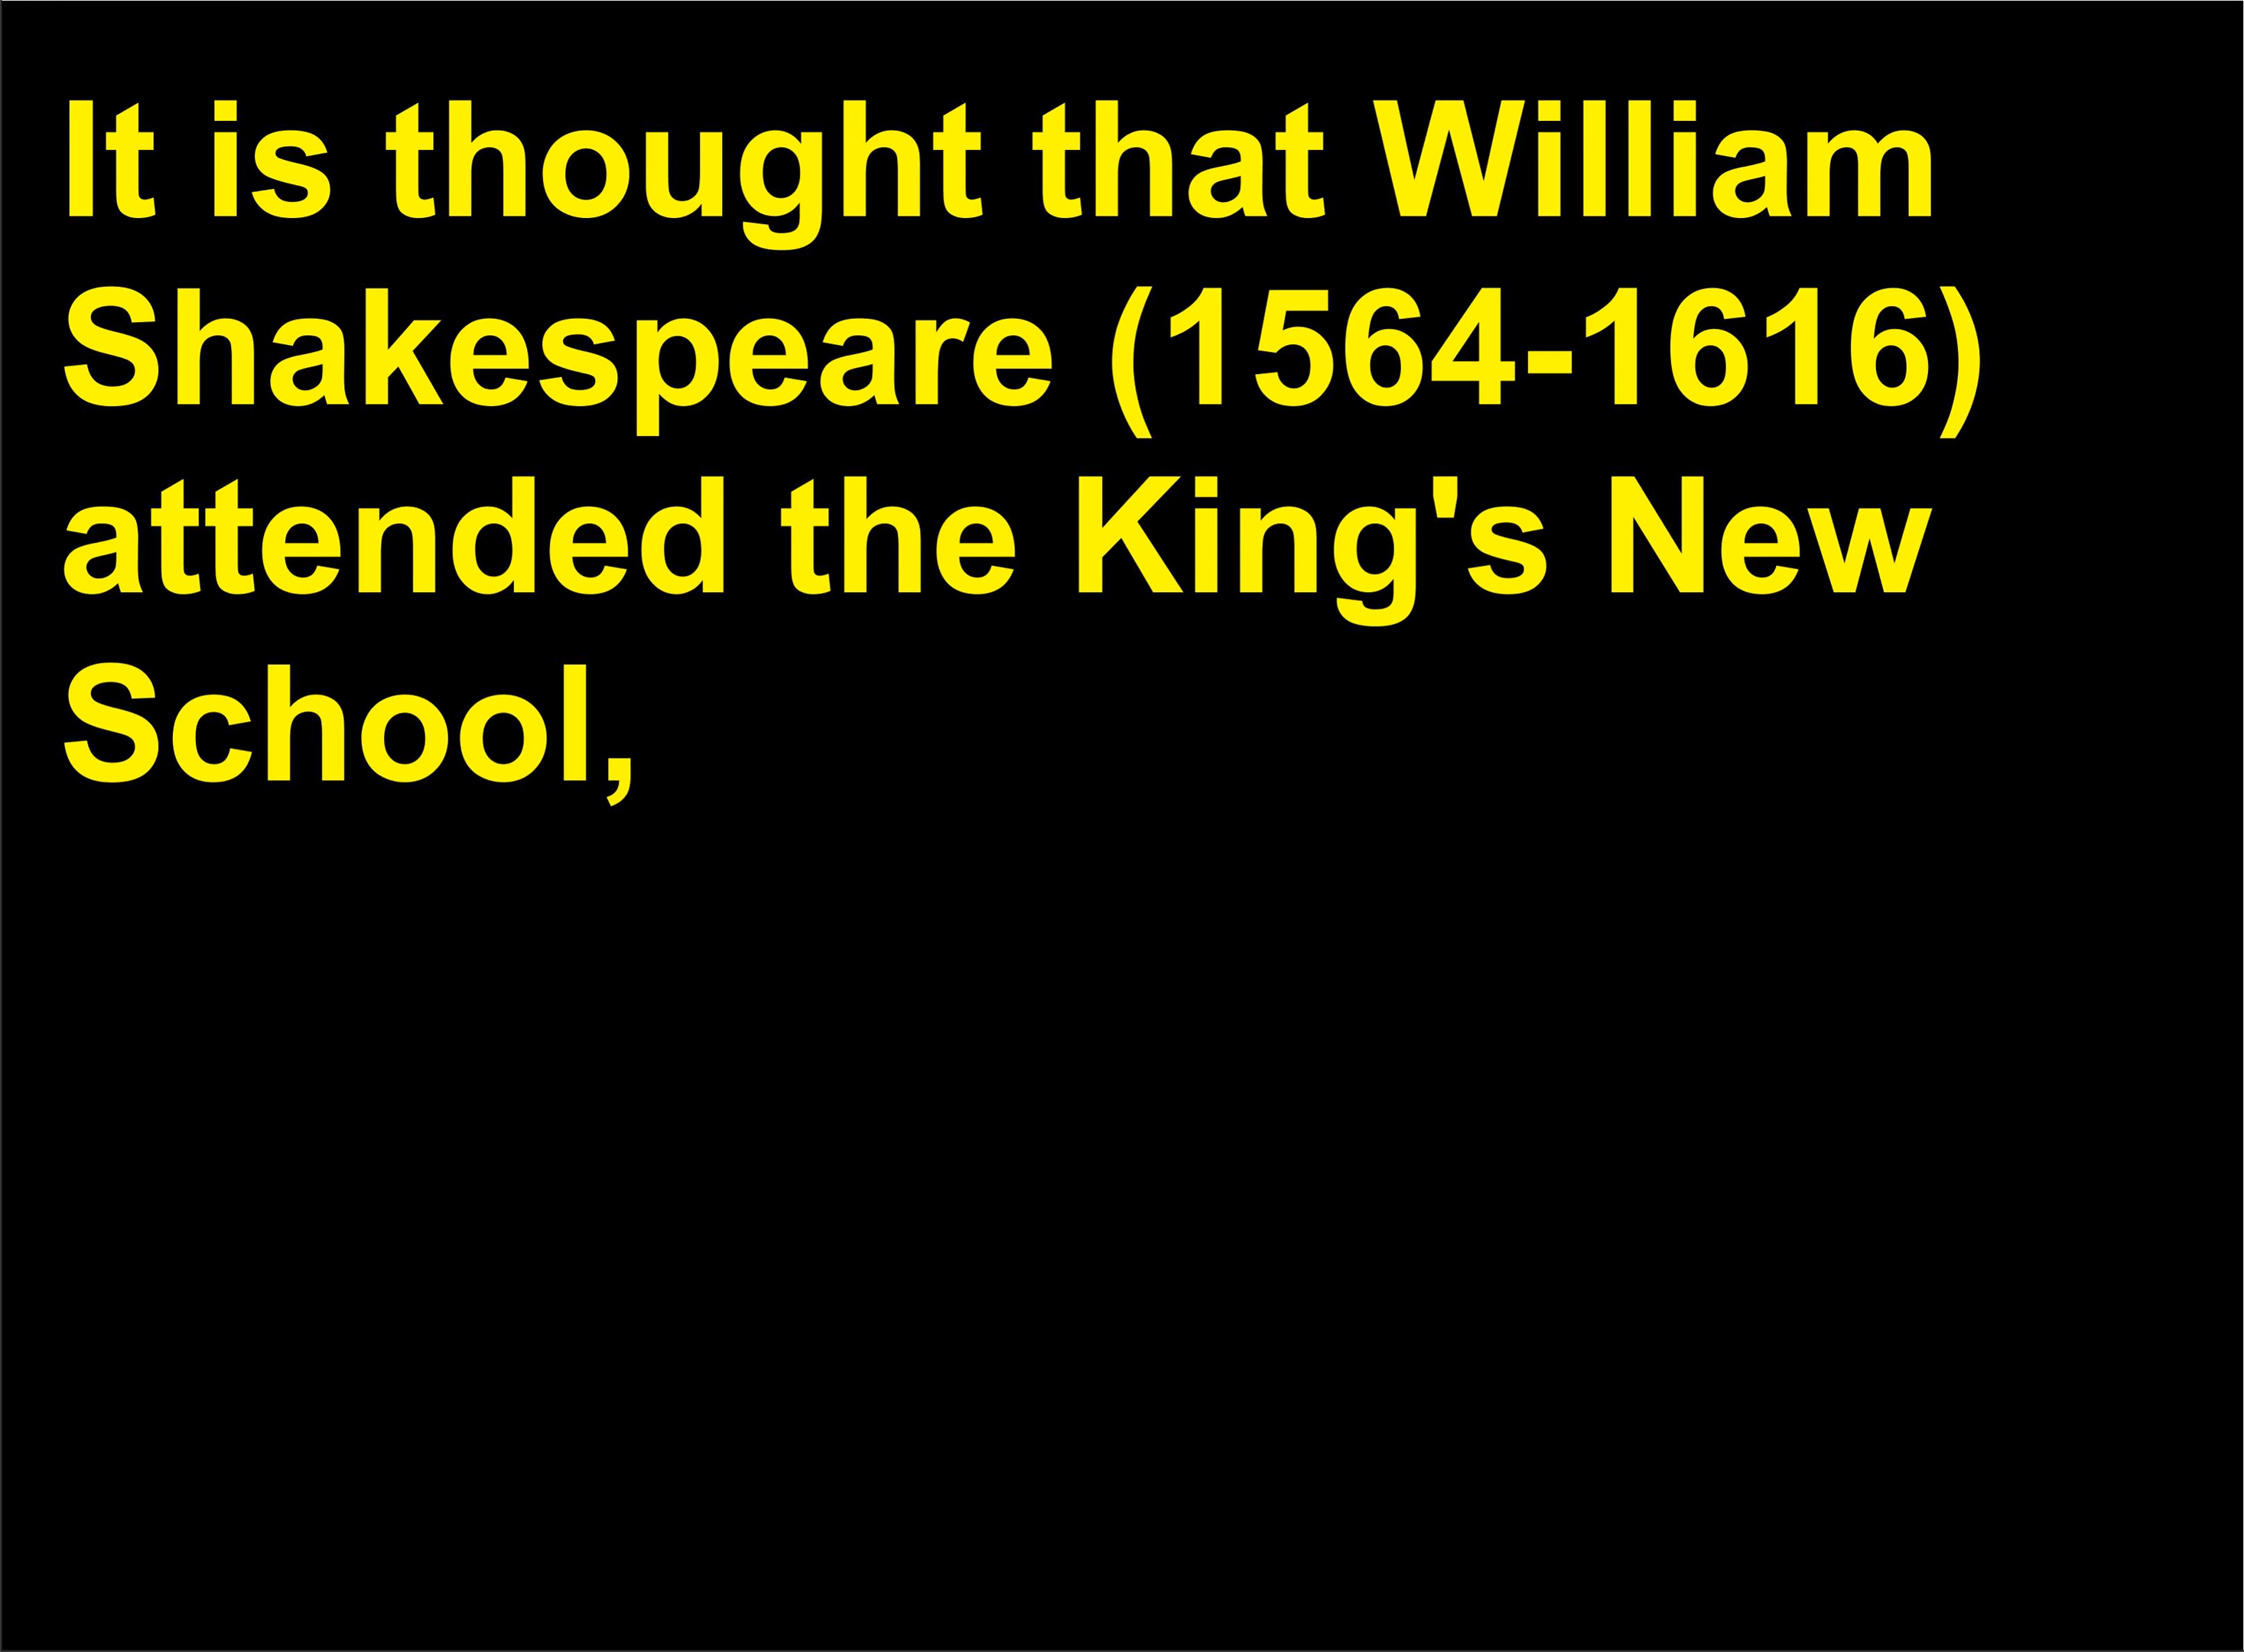 It is thought that William
Shakespeare (1564-1616)
attended the King's New
School,